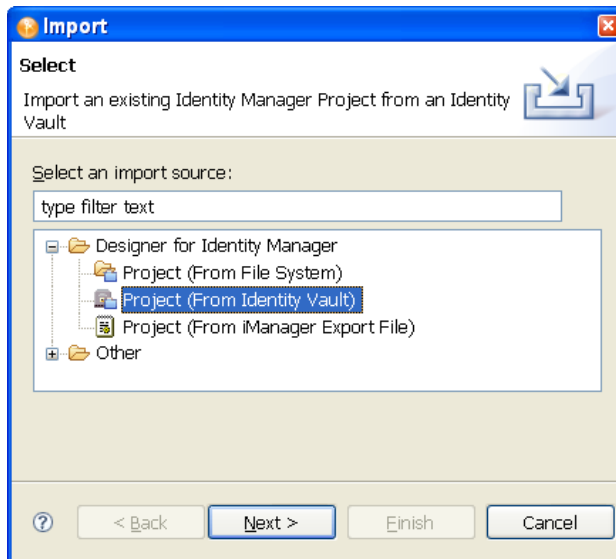 Import
Select
Import an existing Identity Manager Project from an Identity
Vault
Select an import source:
type filter text
Designer for Identity Manager
Project (From File System)
Project (From Identity Vault)
Project (From iManager Export File)
Other
? < Back Next > Finish Cancel